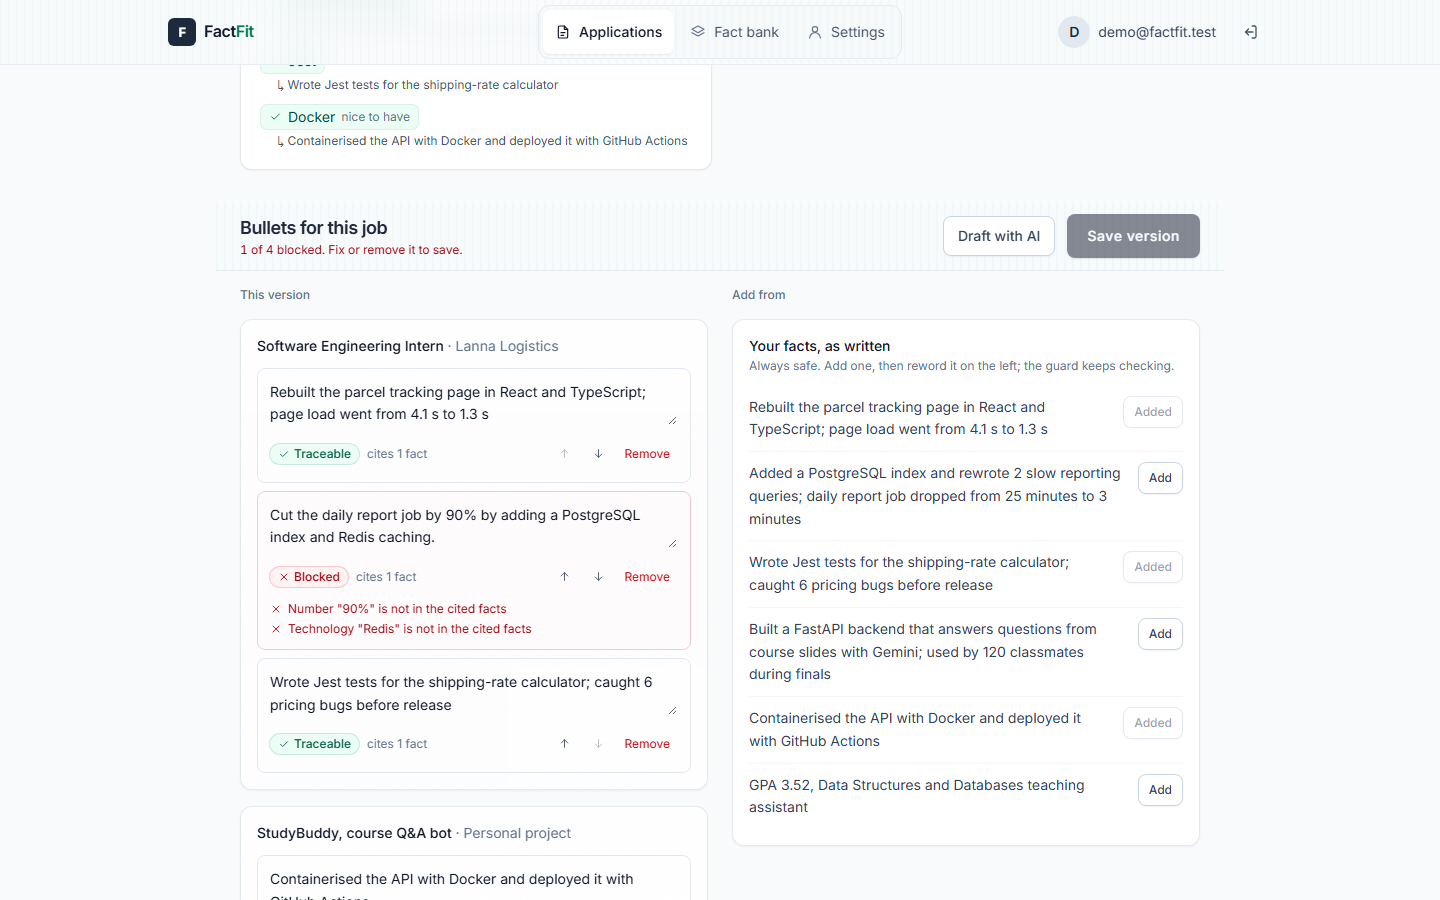 F FactFit
Applications
Fact bank
Settings
D demo@factfit.test
↳ Wrote Jest tests for the shipping-rate calculator
✓ Docker nice to have
↳ Containerised the API with Docker and deployed it with GitHub Actions
Bullets for this job
1 of 4 blocked. Fix or remove it to save.
Draft with AI
Save version
This version
Software Engineering Intern · Lanna Logistics
Rebuilt the parcel tracking page in React and TypeScript;
page load went from 4.1 s to 1.3 s
✓ Traceable cites 1 fact ↑ ↓ Remove
Cut the daily report job by 90% by adding a PostgreSQL
index and Redis caching.
✕ Blocked cites 1 fact ↑ ↓ Remove
✕ Number "90%" is not in the cited facts
✕ Technology "Redis" is not in the cited facts
Wrote Jest tests for the shipping-rate calculator; caught 6
pricing bugs before release
✓ Traceable cites 1 fact ↑ ↓ Remove
StudyBuddy, course Q&A bot · Personal project
Containerised the API with Docker and deployed it with
Add from
Your facts, as written
Always safe. Add one, then reword it on the left; the guard keeps checking.
Rebuilt the parcel tracking page in React and
TypeScript; page load went from 4.1 s to 1.3 s
Added
Added a PostgreSQL index and rewrote 2 slow reporting
queries; daily report job dropped from 25 minutes to 3
minutes
Add
Wrote Jest tests for the shipping-rate calculator;
caught 6 pricing bugs before release
Added
Built a FastAPI backend that answers questions from
course slides with Gemini; used by 120 classmates
during finals
Add
Containerised the API with Docker and deployed it
with GitHub Actions
Added
GPA 3.52, Data Structures and Databases teaching
assistant
Add